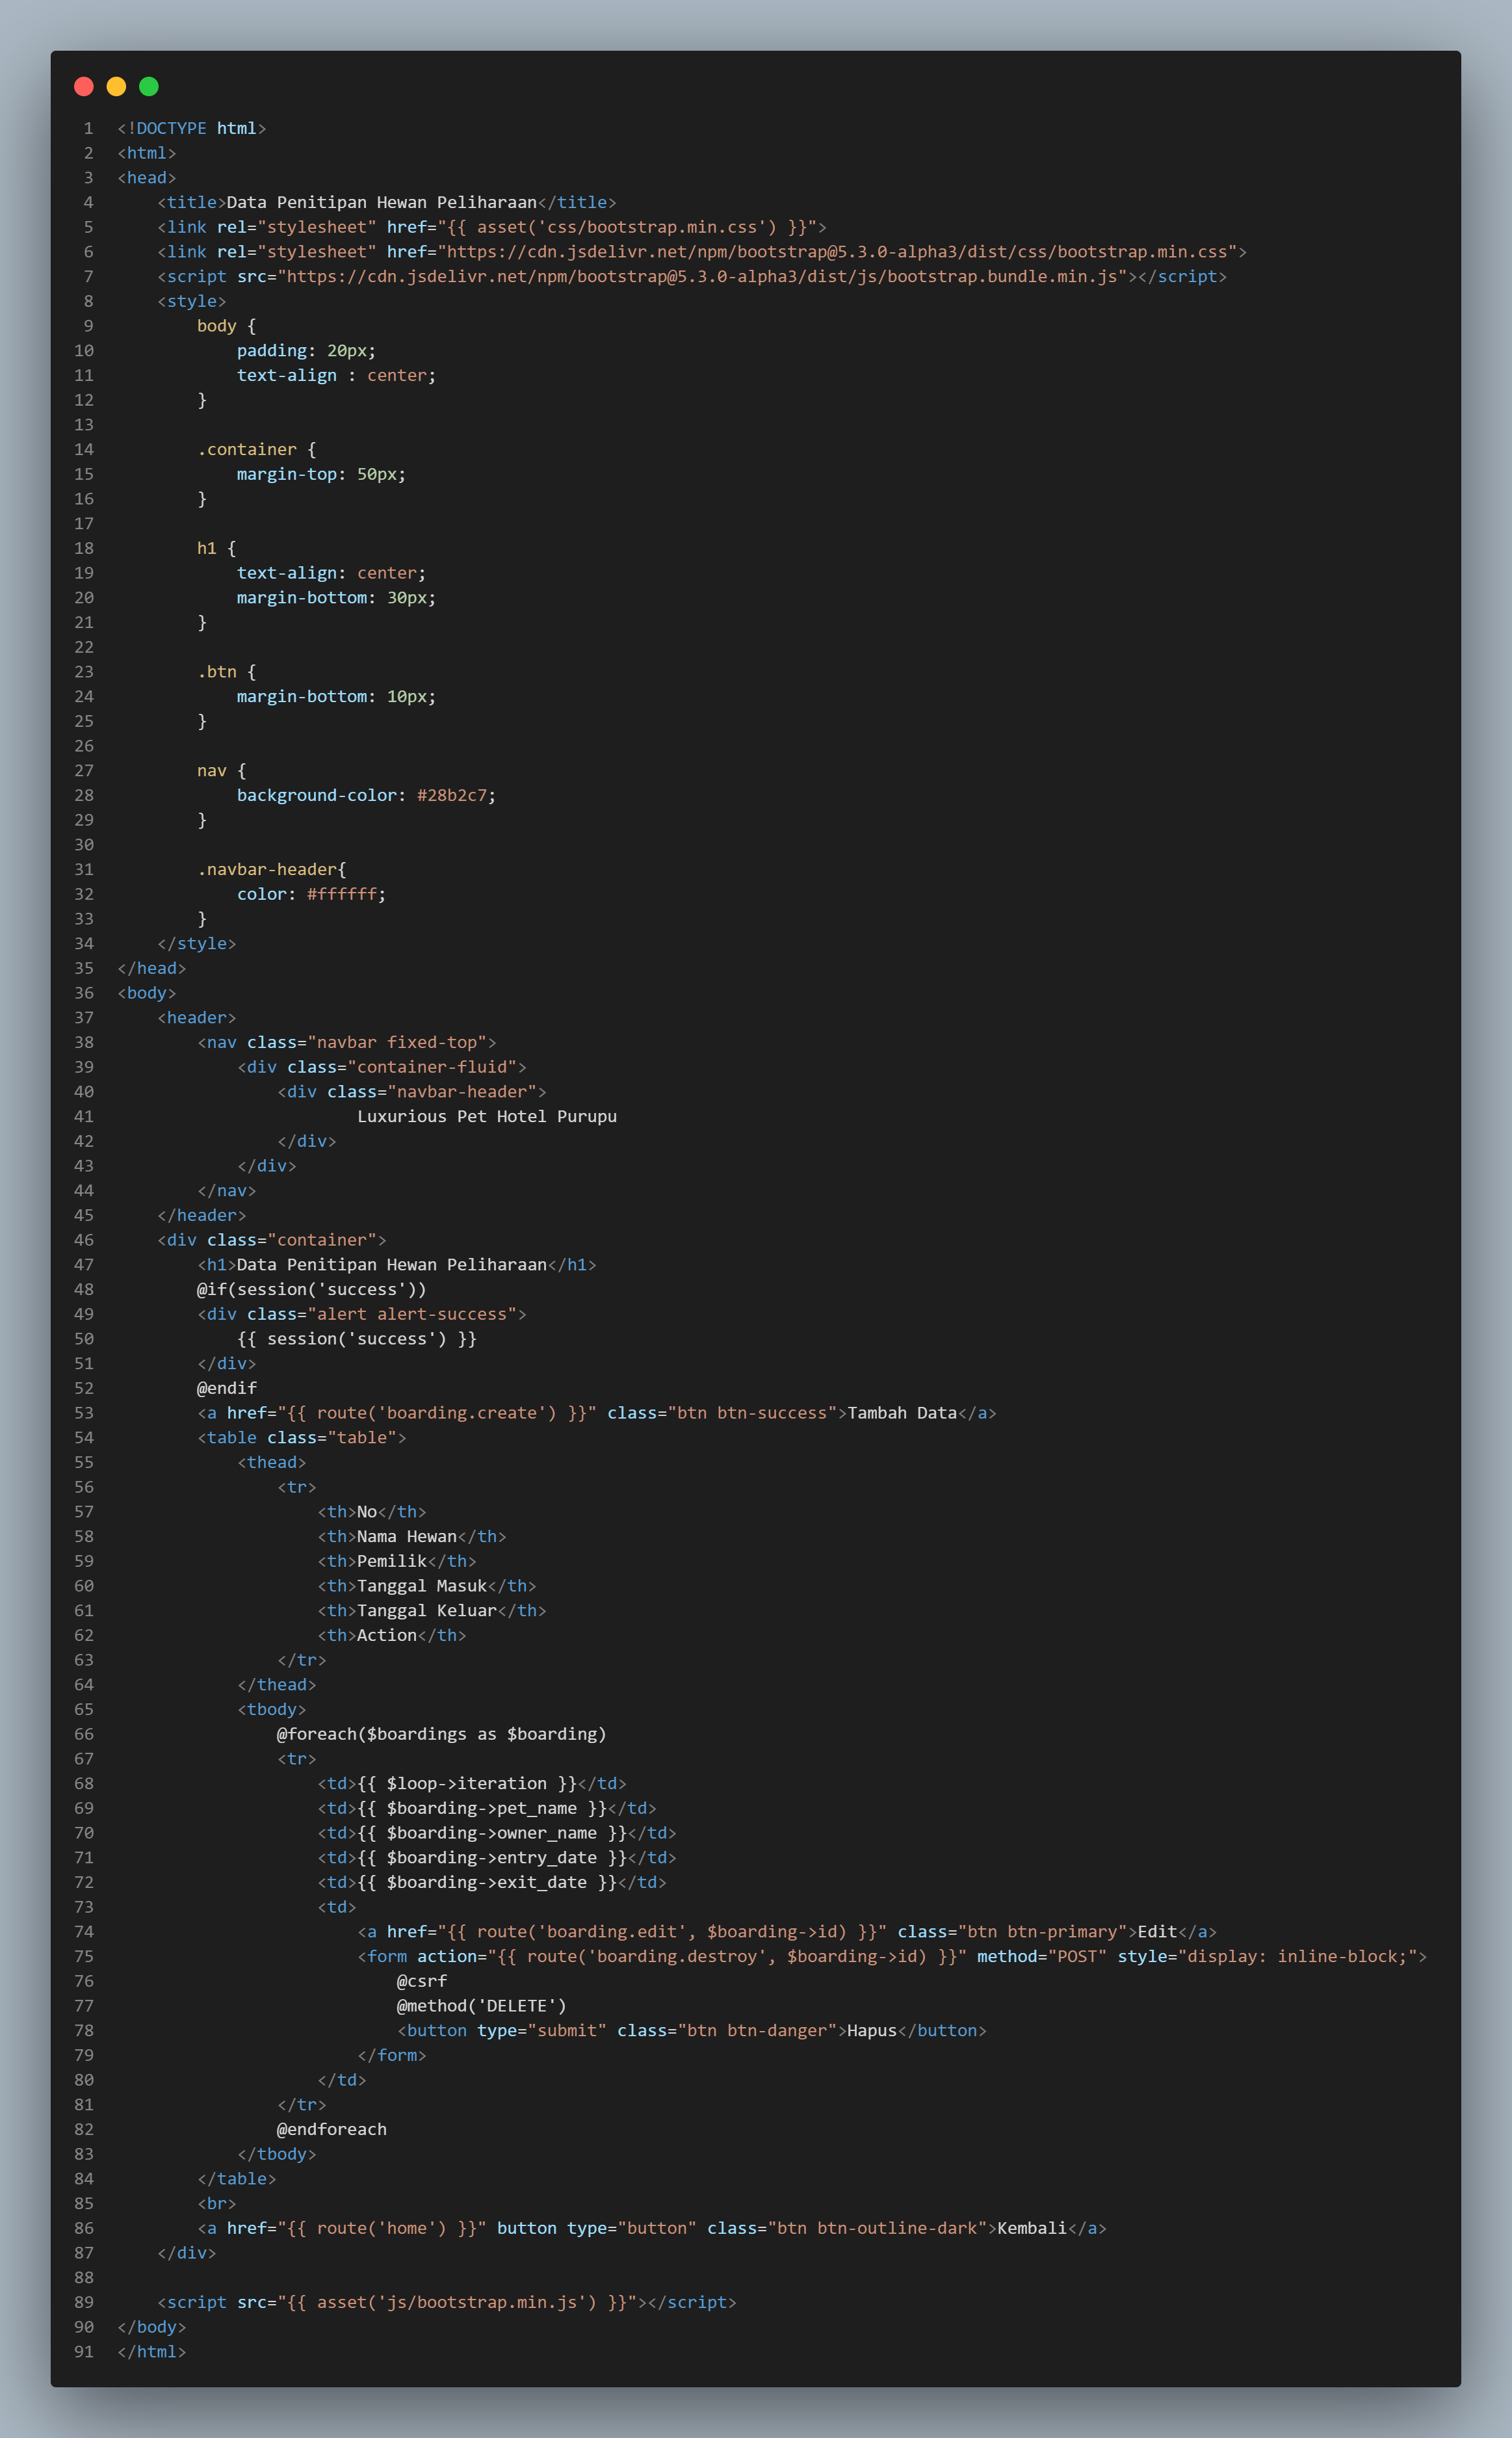 1 <!DOCTYPE html>
2 <html>
3 <head>
4     <title>Data Penitipan Hewan Peliharaan</title>
5     <link rel="stylesheet" href="{{ asset('css/bootstrap.min.css') }}">
6     <link rel="stylesheet" href="https://cdn.jsdelivr.net/npm/bootstrap@5.3.0-alpha3/dist/css/bootstrap.min.css">
7     <script src="https://cdn.jsdelivr.net/npm/bootstrap@5.3.0-alpha3/dist/js/bootstrap.bundle.min.js"></script>
8     <style>
9         body {
10             padding: 20px;
11             text-align : center;
12         }
13
14         .container {
15             margin-top: 50px;
16         }
17
18         h1 {
19             text-align: center;
20             margin-bottom: 30px;
21         }
22
23         .btn {
24             margin-bottom: 10px;
25         }
26
27         nav {
28             background-color: #28b2c7;
29         }
30
31         .navbar-header{
32             color: #ffffff;
33         }
34     </style>
35 </head>
36 <body>
37     <header>
38         <nav class="navbar fixed-top">
39             <div class="container-fluid">
40                 <div class="navbar-header">
41                         Luxurious Pet Hotel Purupu
42                 </div>
43             </div>
44         </nav>
45     </header>
46     <div class="container">
47         <h1>Data Penitipan Hewan Peliharaan</h1>
48         @if(session('success'))
49         <div class="alert alert-success">
50             {{ session('success') }}
51         </div>
52         @endif
53         <a href="{{ route('boarding.create') }}" class="btn btn-success">Tambah Data</a>
54         <table class="table">
55             <thead>
56                 <tr>
57                     <th>No</th>
58                     <th>Nama Hewan</th>
59                     <th>Pemilik</th>
60                     <th>Tanggal Masuk</th>
61                     <th>Tanggal Keluar</th>
62                     <th>Action</th>
63                 </tr>
64             </thead>
65             <tbody>
66                 @foreach($boardings as $boarding)
67                 <tr>
68                     <td>{{ $loop->iteration }}</td>
69                     <td>{{ $boarding->pet_name }}</td>
70                     <td>{{ $boarding->owner_name }}</td>
71                     <td>{{ $boarding->entry_date }}</td>
72                     <td>{{ $boarding->exit_date }}</td>
73                     <td>
74                         <a href="{{ route('boarding.edit', $boarding->id) }}" class="btn btn-primary">Edit</a>
75                         <form action="{{ route('boarding.destroy', $boarding->id) }}" method="POST" style="display: inline-block;">
76                             @csrf
77                             @method('DELETE')
78                             <button type="submit" class="btn btn-danger">Hapus</button>
79                         </form>
80                     </td>
81                 </tr>
82                 @endforeach
83             </tbody>
84         </table>
85         <br>
86         <a href="{{ route('home') }}" button type="button" class="btn btn-outline-dark">Kembali</a>
87     </div>
88
89     <script src="{{ asset('js/bootstrap.min.js') }}"></script>
90 </body>
91 </html>